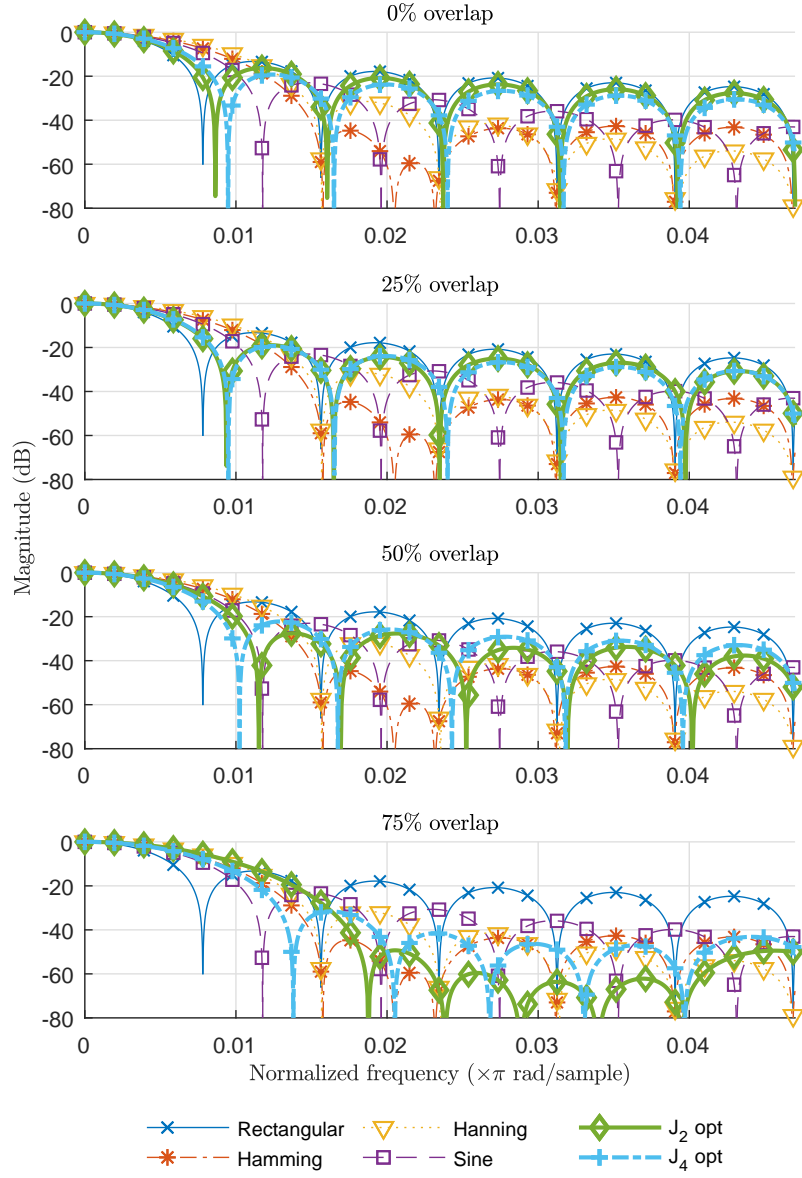 0% overlap
0
-20
-40
-60
-80
0 0.01 0.02 0.03 0.04
25% overlap
0
-20
-40
-60
-80
0 0.01 0.02 0.03 0.04
Magnitude (dB)
50% overlap
0
-20
-40
-60
-80
0 0.01 0.02 0.03 0.04
75% overlap
0
-20
-40
-60
-80
0 0.01 0.02 0.03 0.04
Normalized frequency (×π rad/sample)
Rectangular Hanning J₂ opt
Hamming Sine J₄ opt